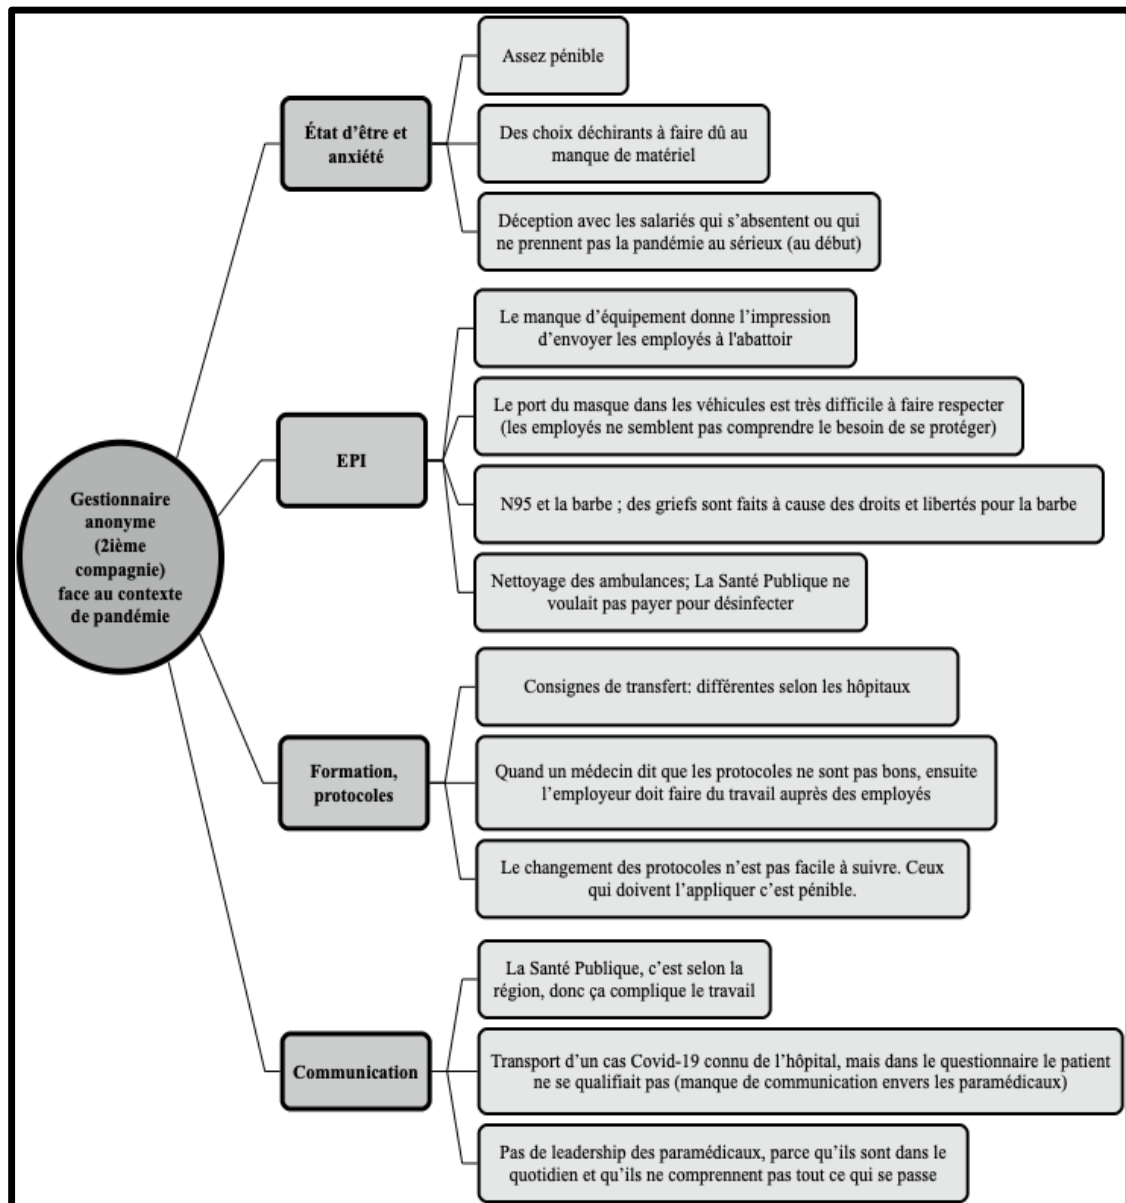 Gestionnaire
anonyme
(2ième
compagnie)
face au contexte
de pandémie
État d’être et
anxiété
Assez pénible
Des choix déchirants à faire dû au
manque de matériel
Déception avec les salariés qui s’absentent ou qui
ne prennent pas la pandémie au sérieux (au début)
EPI
Le manque d’équipement donne l’impression
d’envoyer les employés à l'abattoir
Le port du masque dans les véhicules est très difficile à faire respecter
(les employés ne semblent pas comprendre le besoin de se protéger)
N95 et la barbe ; des griefs sont faits à cause des droits et libertés pour la barbe
Nettoyage des ambulances; La Santé Publique ne
voulait pas payer pour désinfecter
Formation,
protocoles
Consignes de transfert: différentes selon les hôpitaux
Quand un médecin dit que les protocoles ne sont pas bons, ensuite
l’employeur doit faire du travail auprès des employés
Le changement des protocoles n’est pas facile à suivre. Ceux
qui doivent l’appliquer c’est pénible.
Communication
La Santé Publique, c’est selon la
région, donc ça complique le travail
Transport d’un cas Covid-19 connu de l’hôpital, mais dans le questionnaire le patient
ne se qualifiait pas (manque de communication envers les paramédicaux)
Pas de leadership des paramédicaux, parce qu’ils sont dans le
quotidien et qu’ils ne comprennent pas tout ce qui se passe